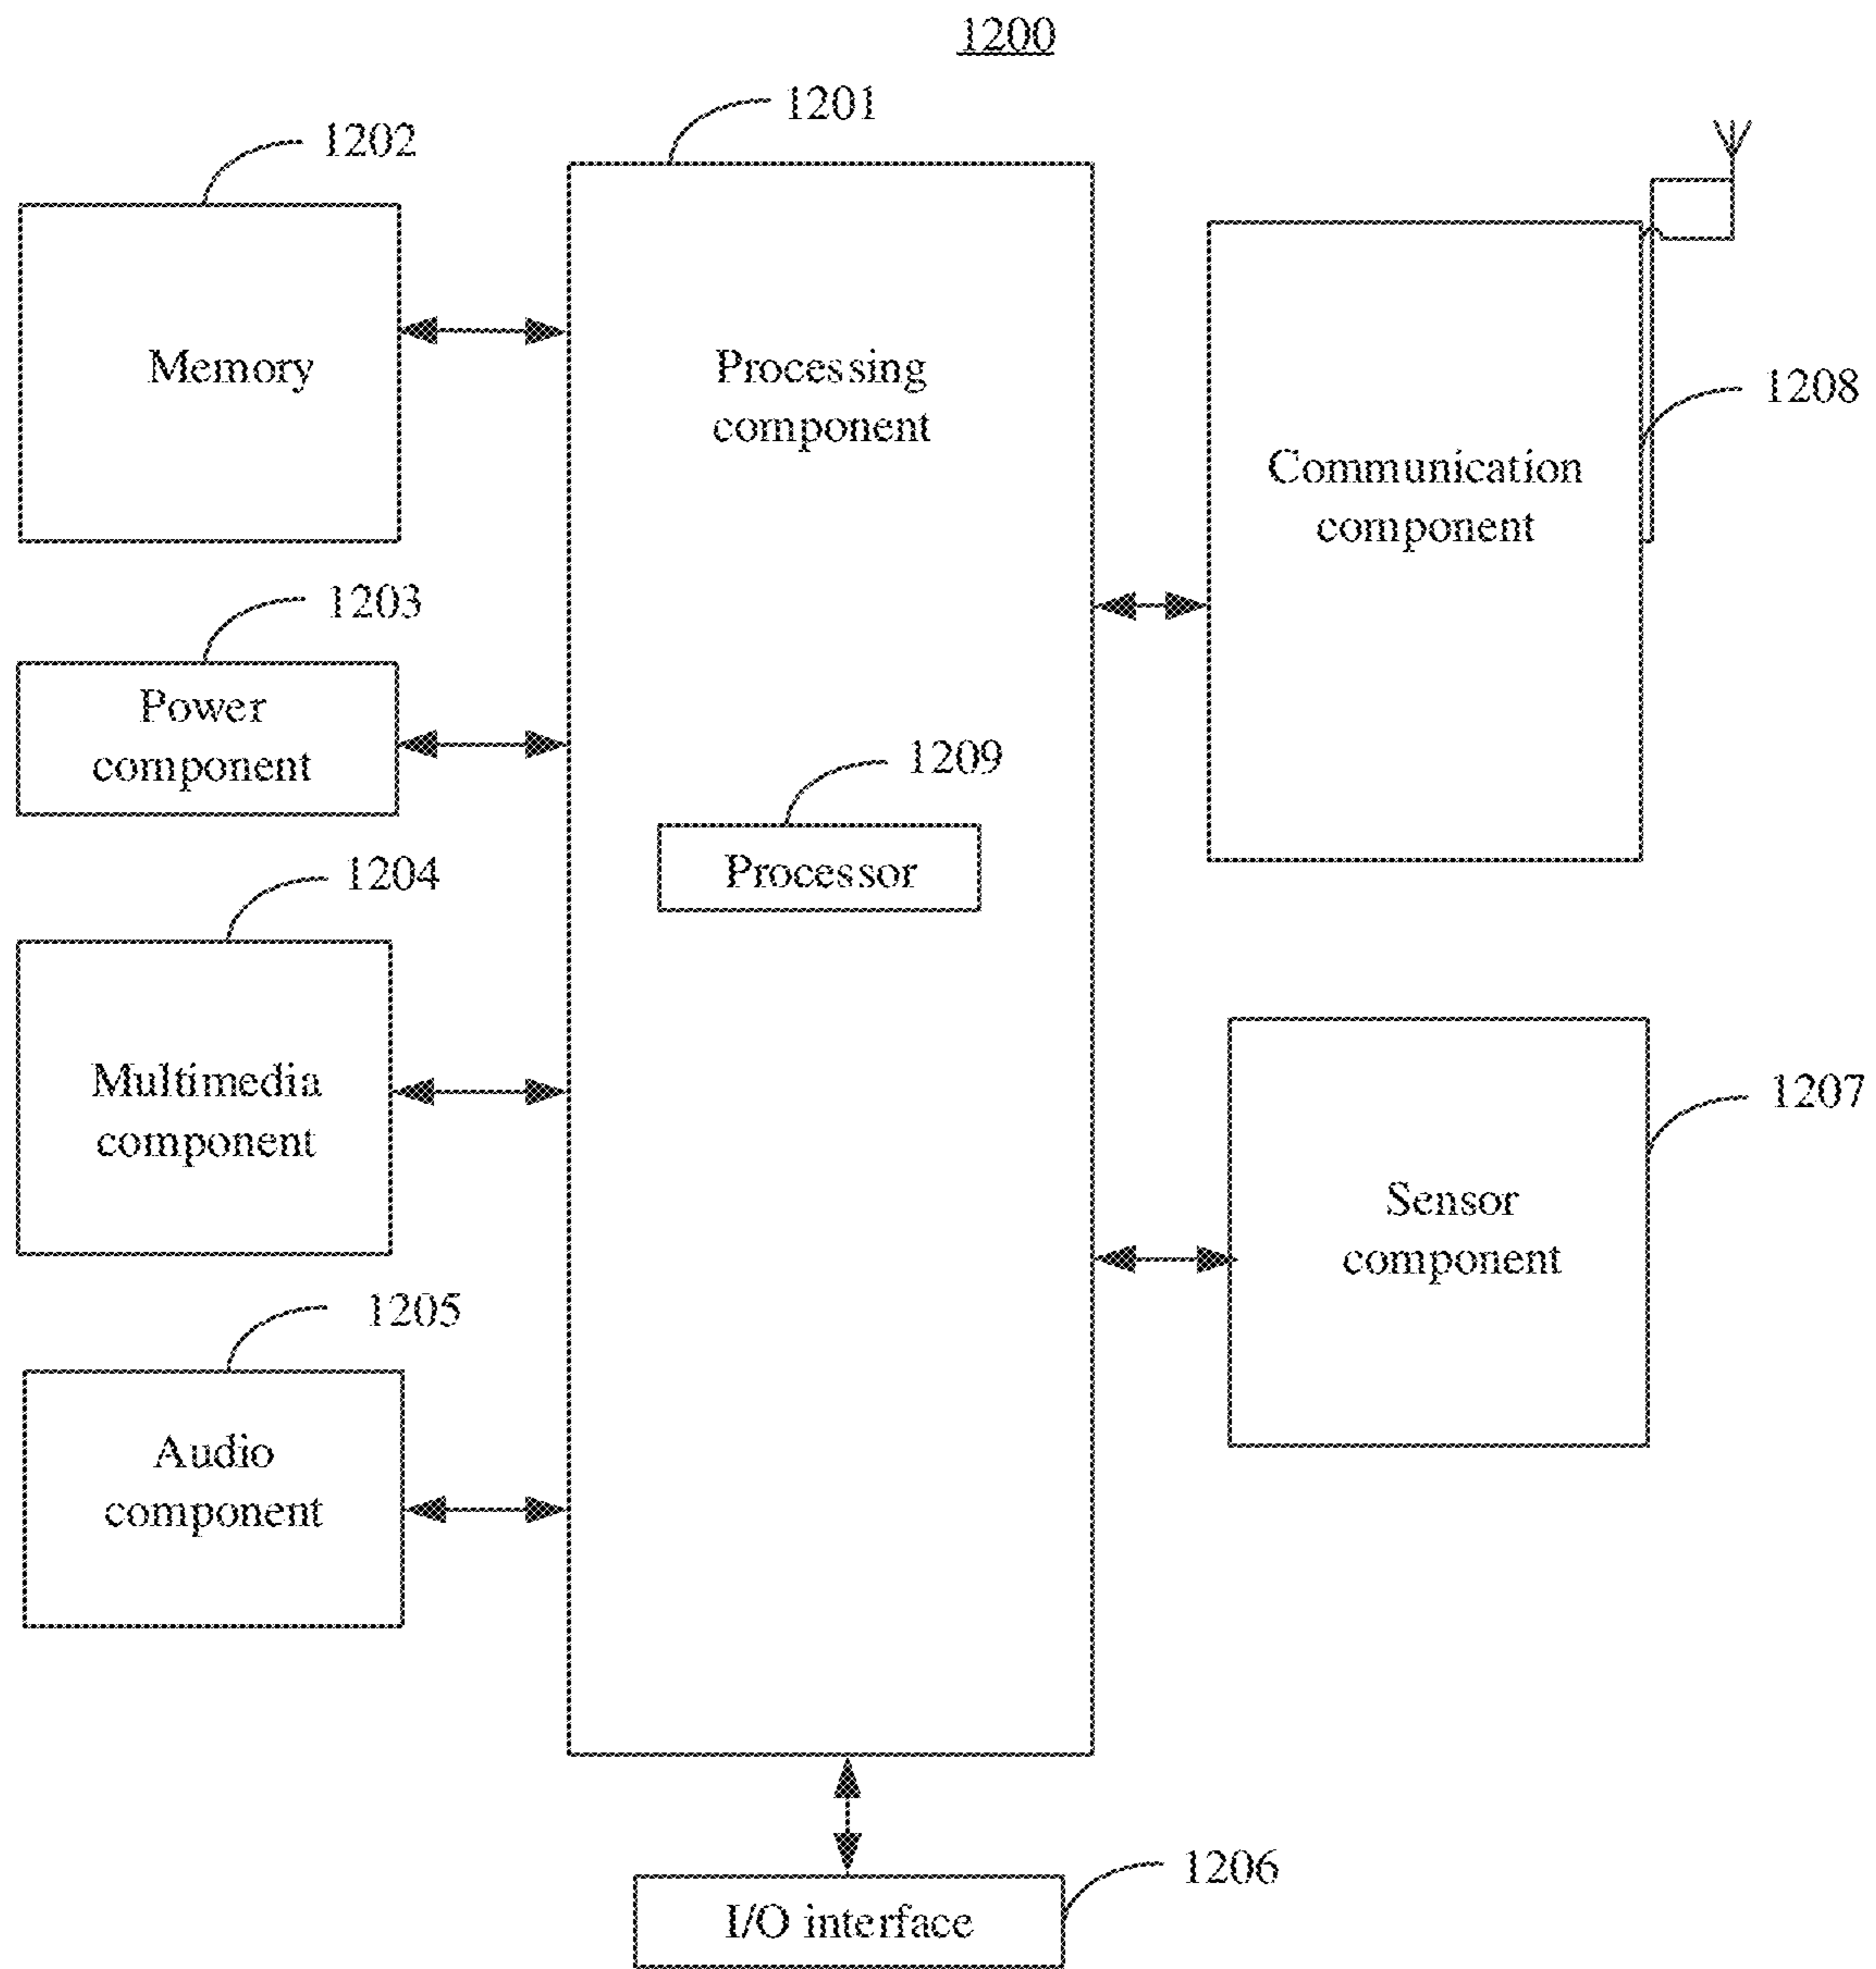 1200
1201
1202
Memory
Processing
component
1208
Communication
component
1203
Power
component
1209
Processor
1204
Multimedia
component
1207
Sensor
component
1205
Audio
component
1206
I/O interface